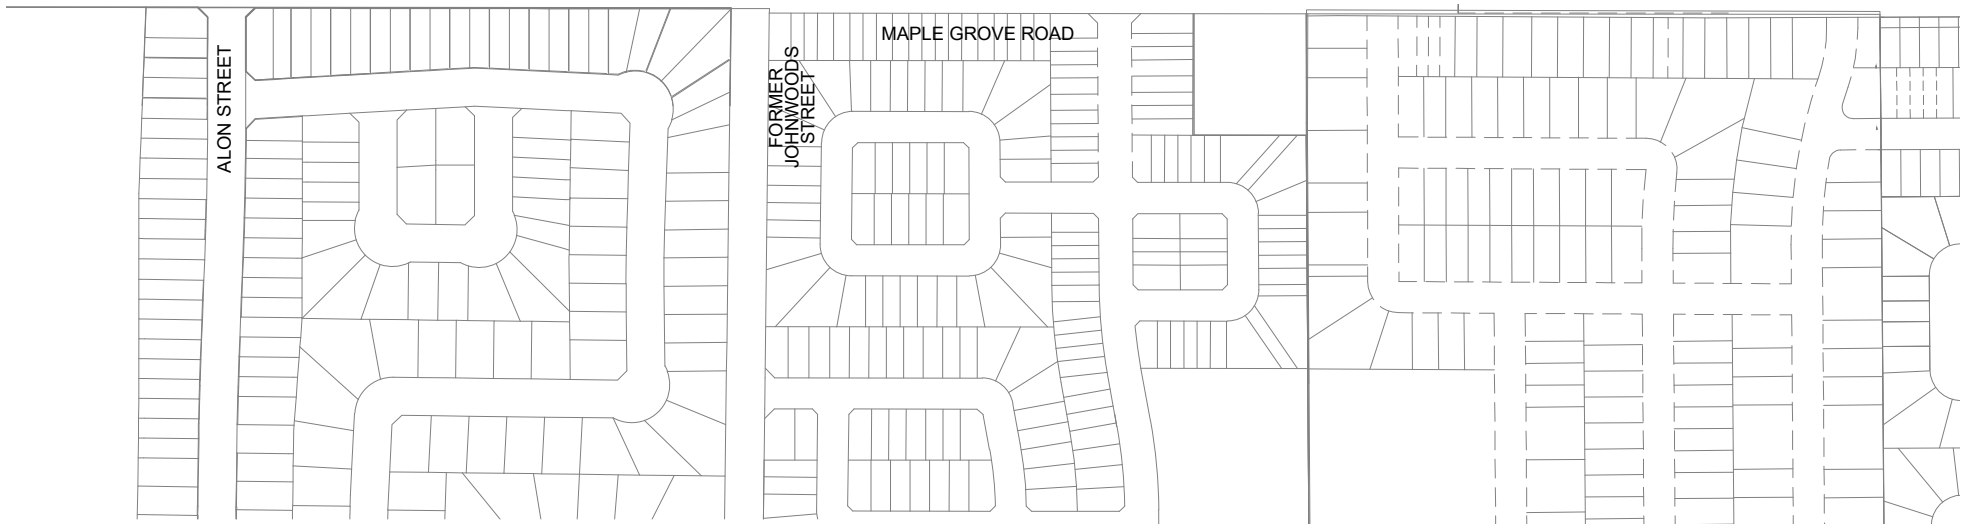 ALON STREET
FORMER
JOHNWOODS
STREET
MAPLE GROVE ROAD